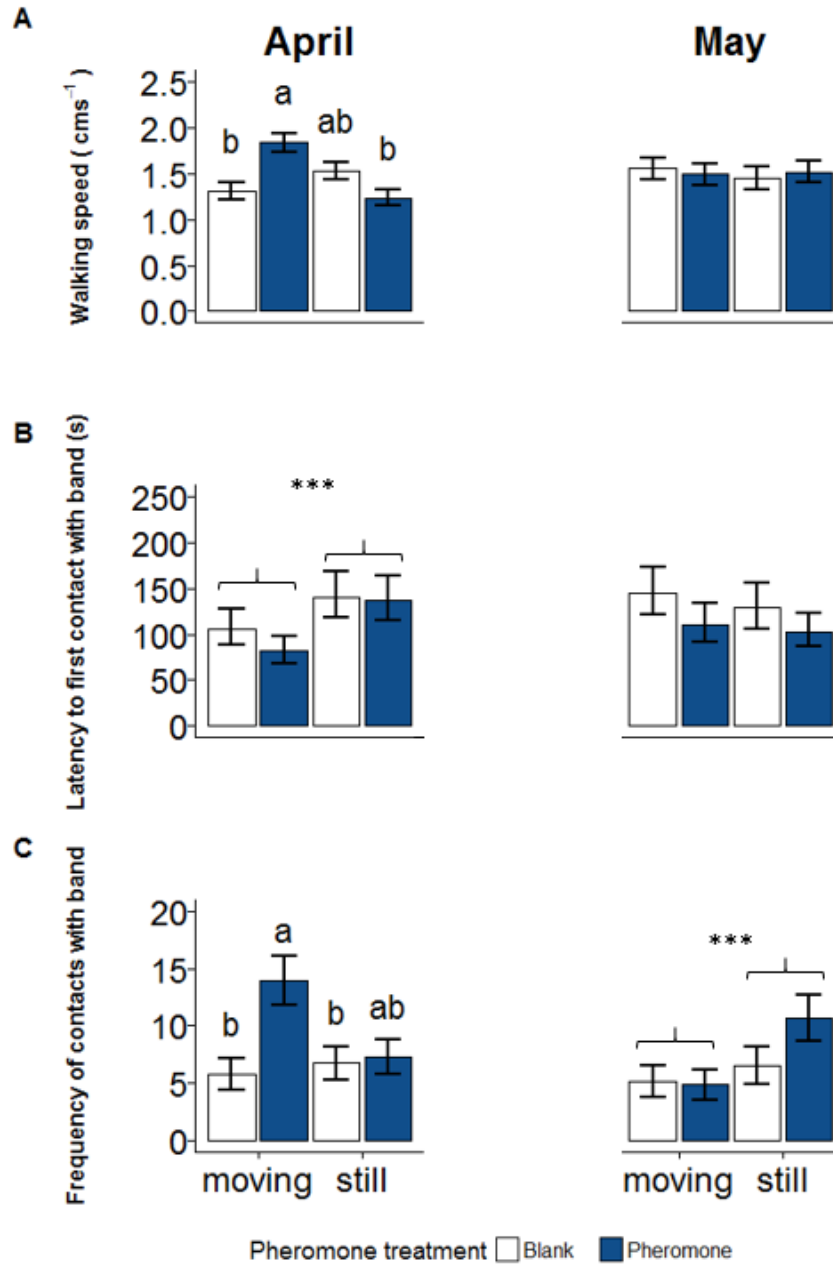 A
April
May
Walking speed ( cms⁻¹ )
2.5
2.0
1.5
1.0
0.5
0.0
b
a
ab
b
B
Latency to first contact with band (s)
250
200
150
100
50
0
***
C
Frequency of contacts with band
20
15
10
5
0
b
a
b
ab
***
moving
still
moving
still
Pheromone treatment Blank Pheromone